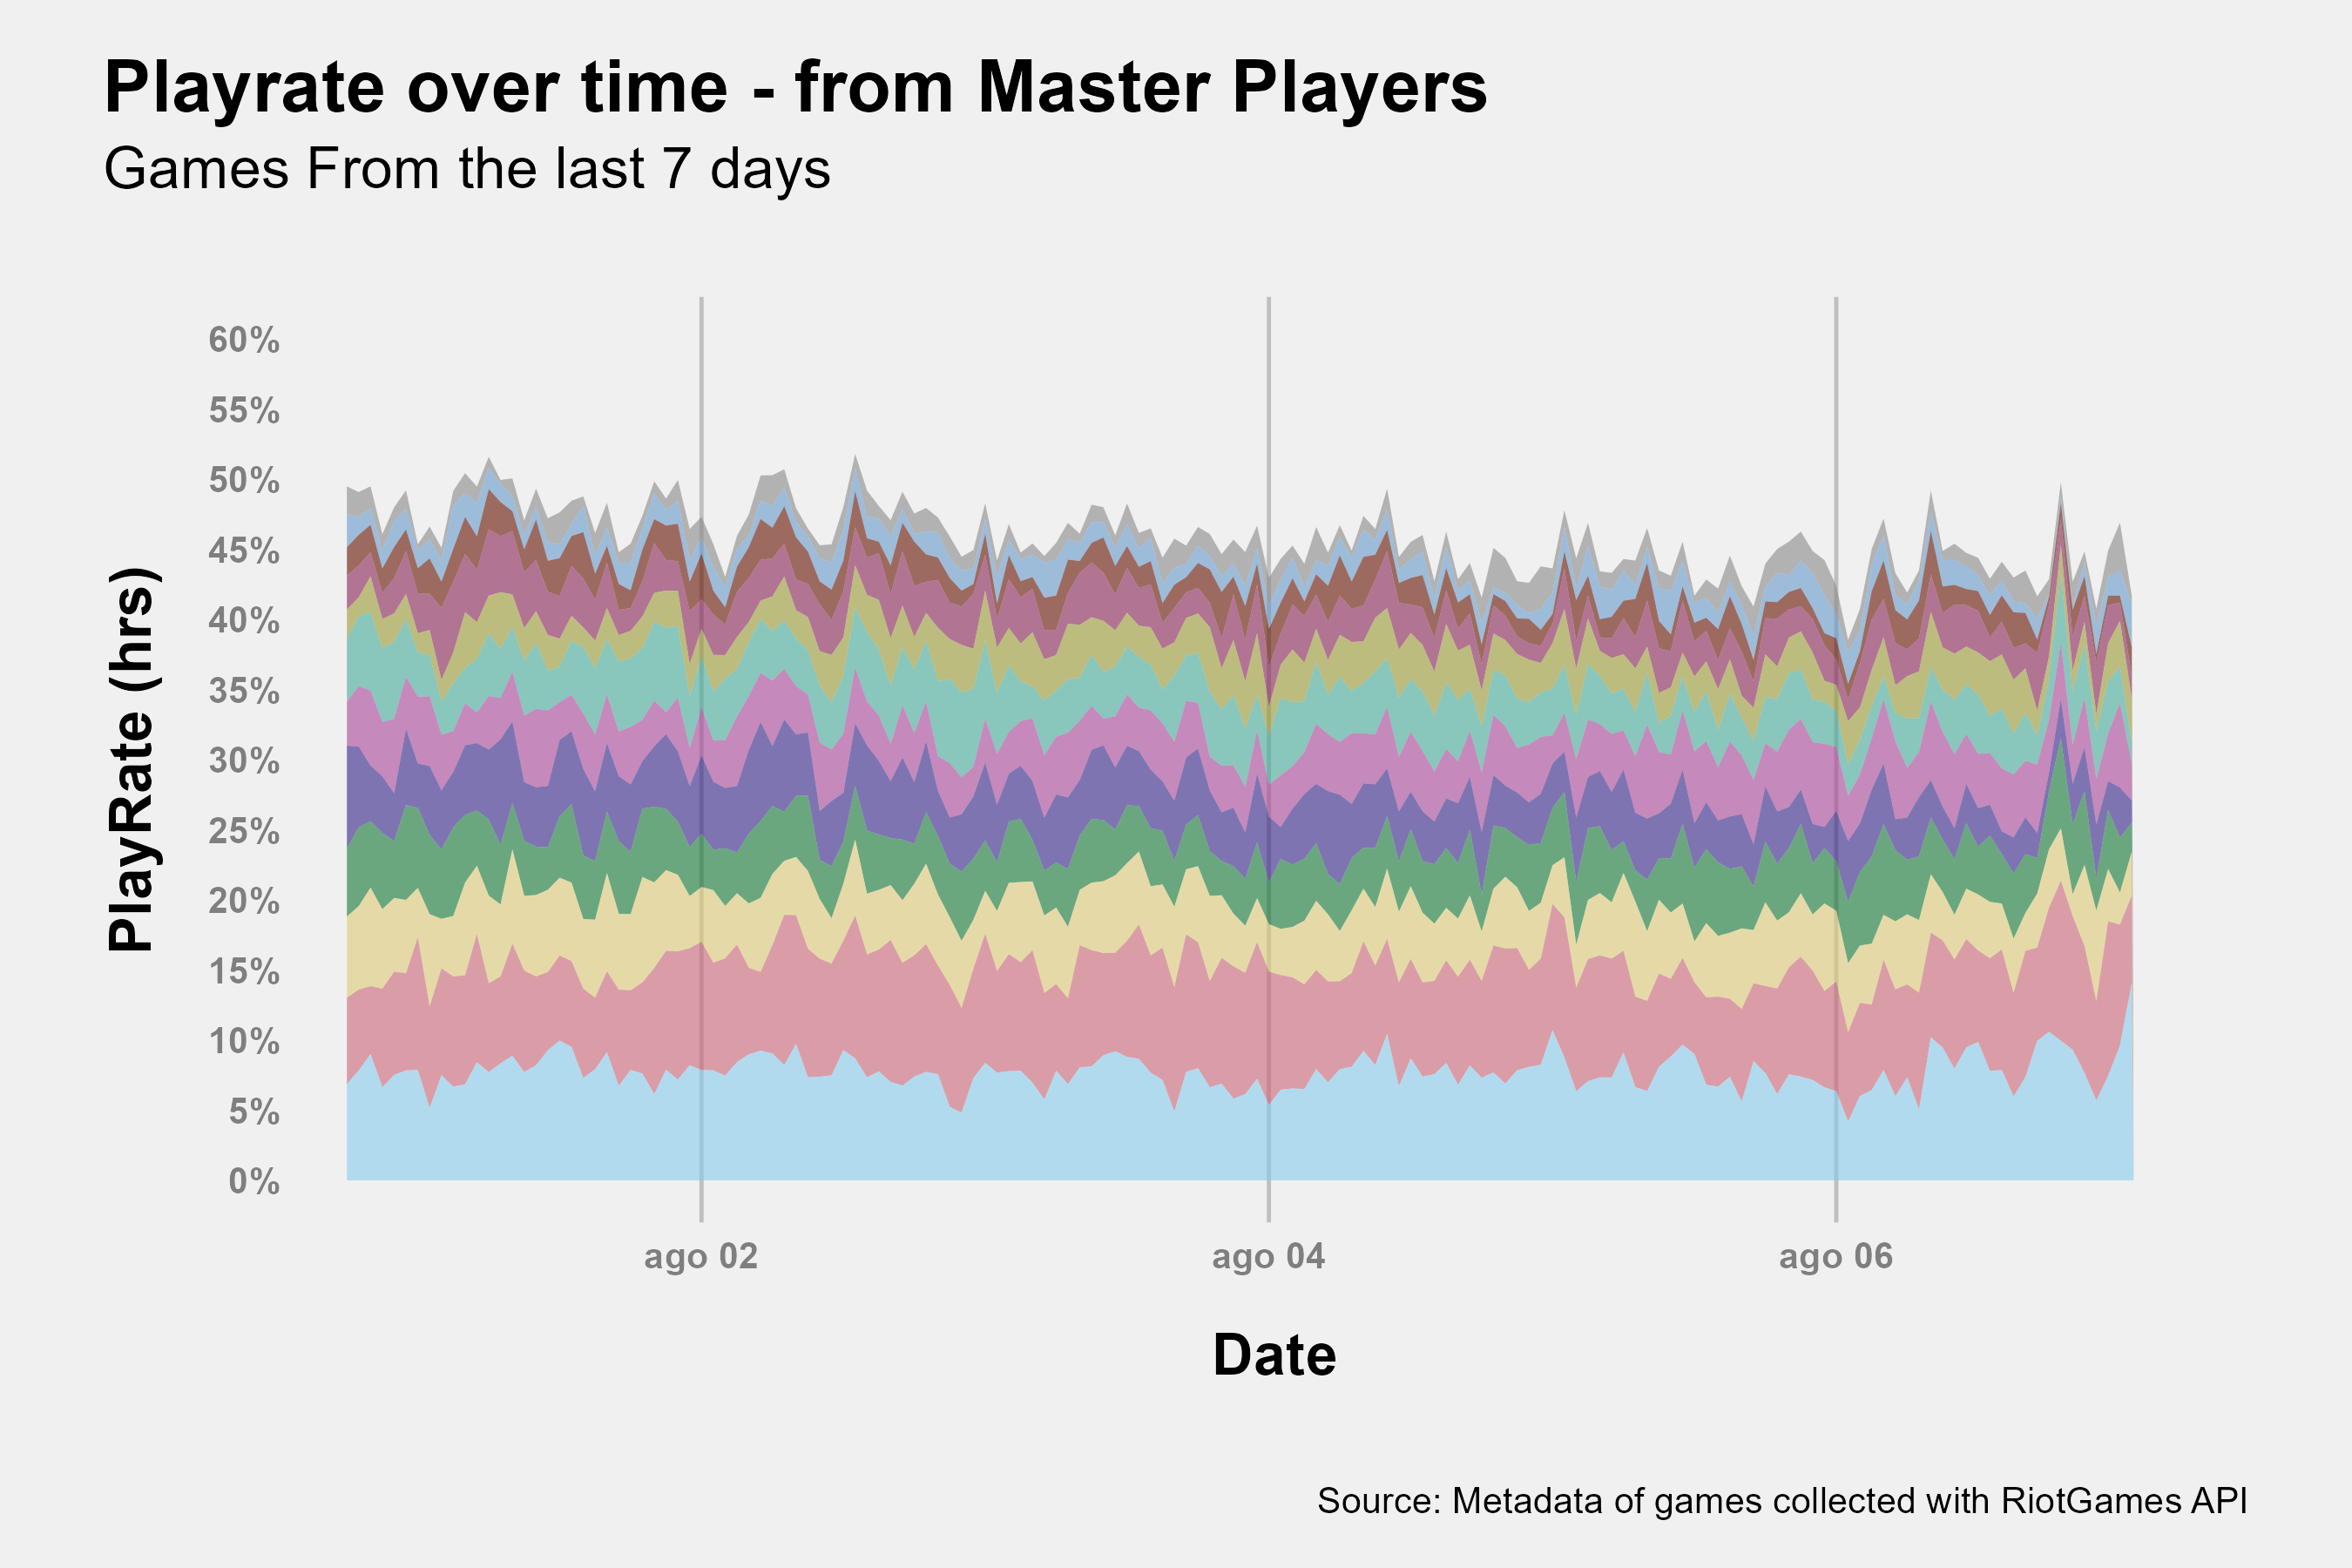 Playrate over time - from Master Players
Games From the last 7 days
PlayRate (hrs)
60%
55%
50%
45%
40%
35%
30%
25%
20%
15%
10%
5%
0%
ago 02
ago 04
ago 06
Date
Source: Metadata of games collected with RiotGames API